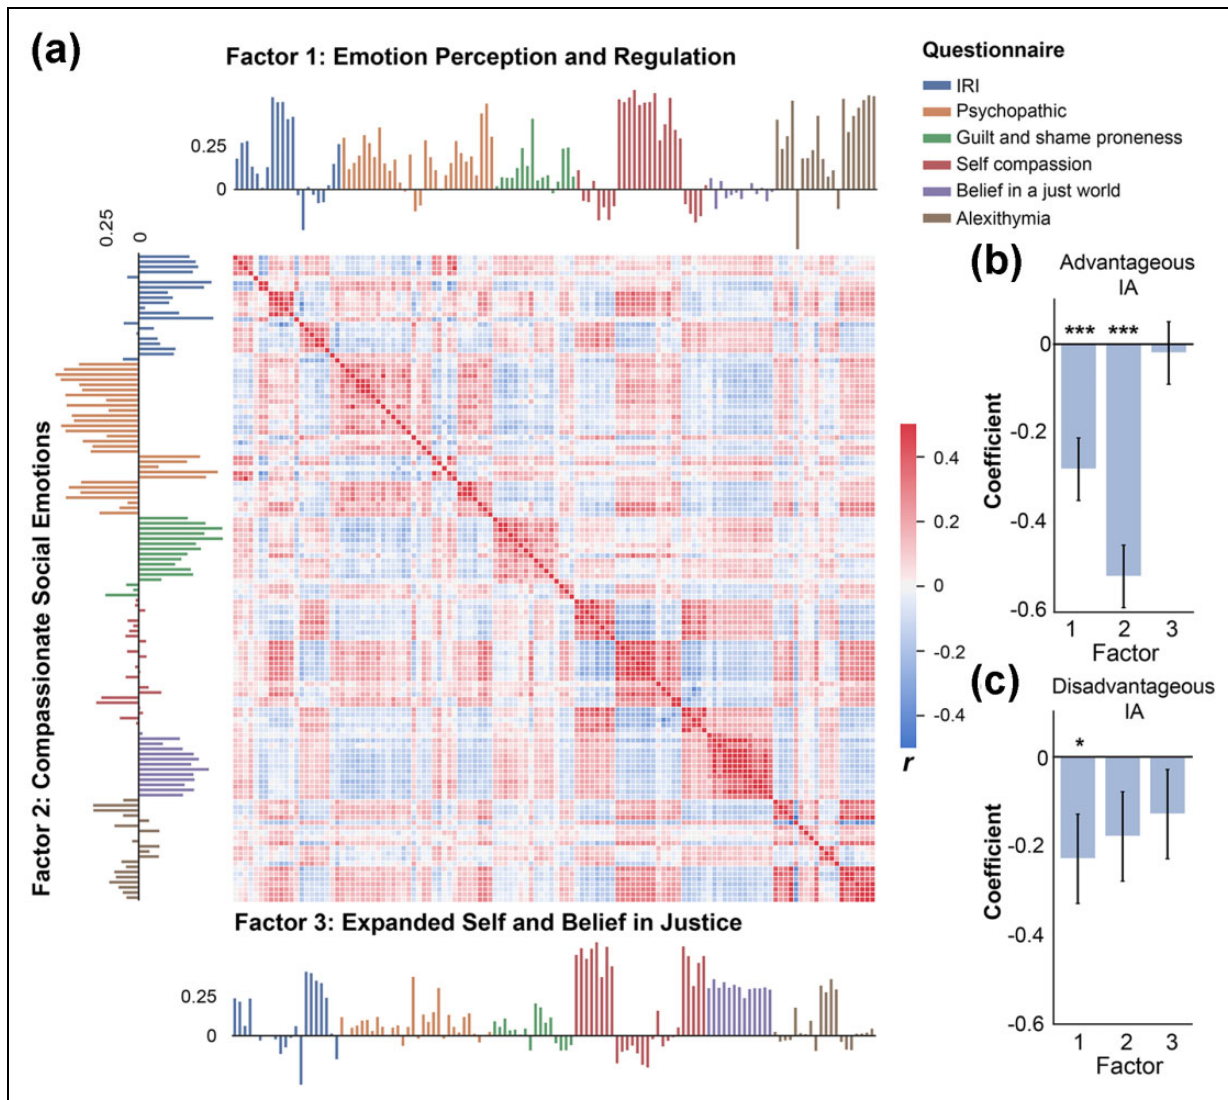 (a)
Factor 1: Emotion Perception and Regulation
0.25
0
Questionnaire
IRI
Psychopathic
Guilt and shame proneness
Self compassion
Belief in a just world
Alexithymia
0.25
0
Factor 2: Compassionate Social Emotions
0.4
0.2
0
-0.2
-0.4
r
Factor 3: Expanded Self and Belief in Justice
0.25
0
(b)
Advantageous
IA
*** ***
0
-0.2
-0.4
-0.6
Coefficient
1 2 3
Factor
(c)
Disadvantageous
IA
*
0
-0.2
-0.4
-0.6
Coefficient
1 2 3
Factor